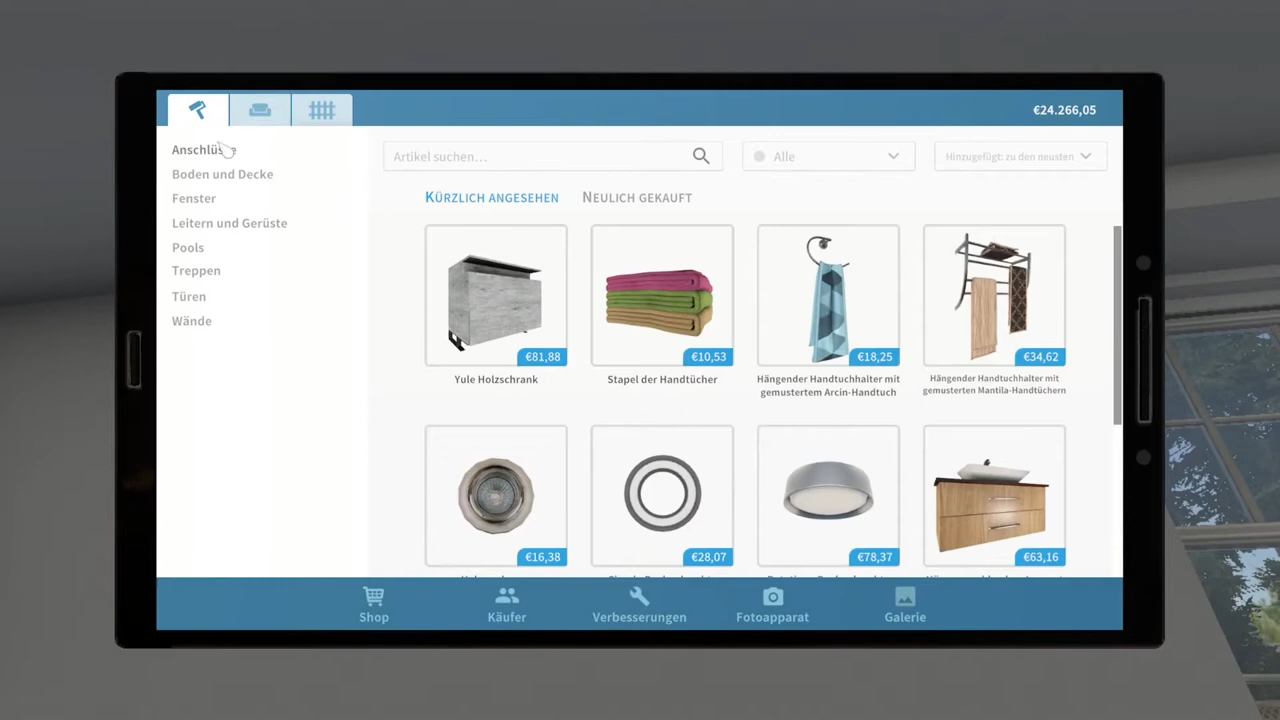 €24.266,05
Anschlüsse
Boden und Decke
Fenster
Leitern und Gerüste
Pools
Treppen
Türen
Wände
Artikel suchen...
Alle
Hinzugefügt: zu den neusten
KÜRZLICH ANGESEHEN
NEULICH GEKAUFT
€81,88
€10,53
€18,25
€34,62
Yule Holzschrank
Stapel der Handtücher
Hängender Handtuchhalter mit
gemustertem Arcin-Handtuch
Hängender Handtuchhalter mit
gemusterten Mantila-Handtüchern
€16,38
€28,07
€78,37
€63,16
Shop
Käufer
Verbesserungen
Fotoapparat
Galerie